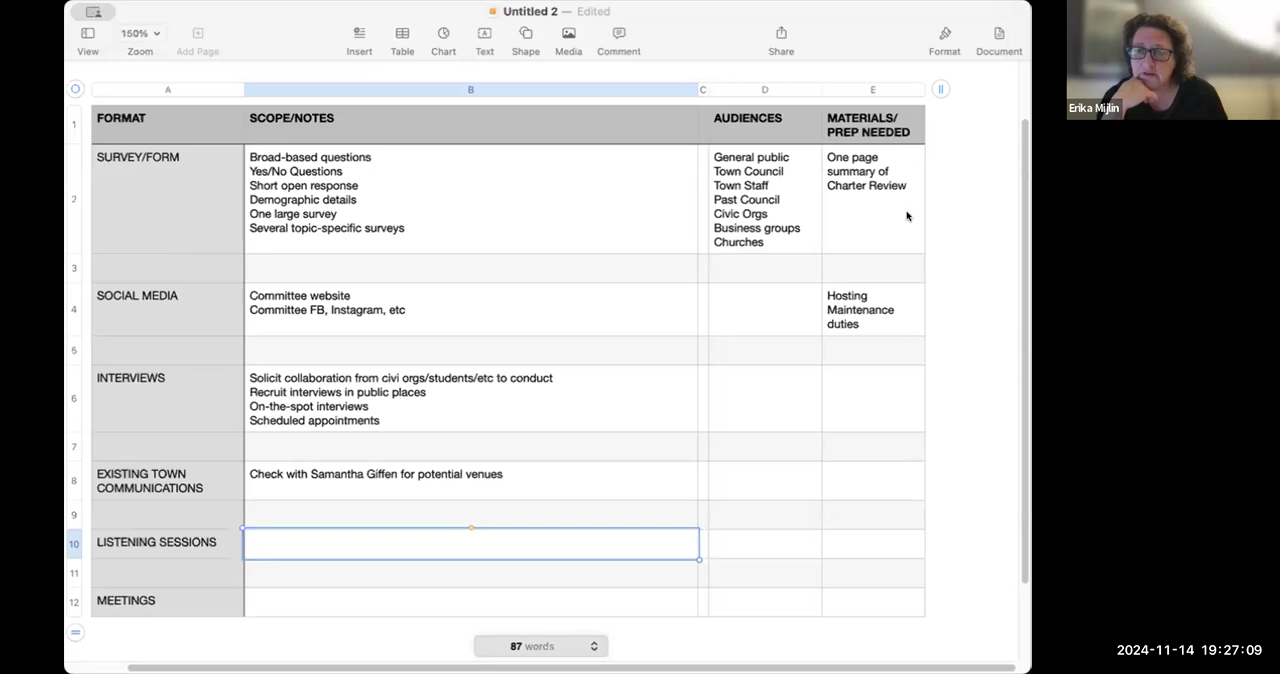 Untitled 2 — Edited
150%
View
Zoom
Add Page
Insert
Table
Chart
Text
Shape
Media
Comment
Share
Format
Document
Erika Mijlin
A
B
C
D
E
1
FORMAT
SCOPE/NOTES
AUDIENCES
MATERIALS/
PREP NEEDED
2
SURVEY/FORM
Broad-based questions
Yes/No Questions
Short open response
Demographic details
One large survey
Several topic-specific surveys
General public
Town Council
Town Staff
Past Council
Civic Orgs
Business groups
Churches
One page
summary of
Charter Review
3
4
SOCIAL MEDIA
Committee website
Committee FB, Instagram, etc
Hosting
Maintenance
duties
5
6
INTERVIEWS
Solicit collaboration from civi orgs/students/etc to conduct
Recruit interviews in public places
On-the-spot interviews
Scheduled appointments
7
8
EXISTING TOWN
COMMUNICATIONS
Check with Samantha Giffen for potential venues
9
10
LISTENING SESSIONS
11
12
MEETINGS
87 words
2024-11-14 19:27:09